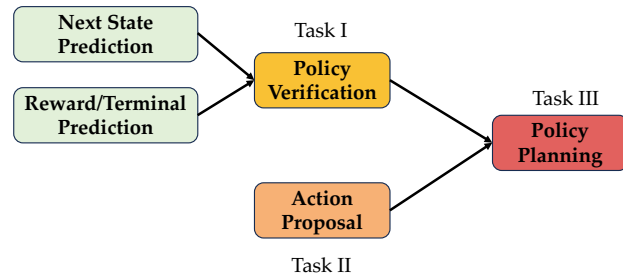 Next State
Prediction
Reward/Terminal
Prediction
Task I
Policy
Verification
Action
Proposal
Task II
Task III
Policy
Planning